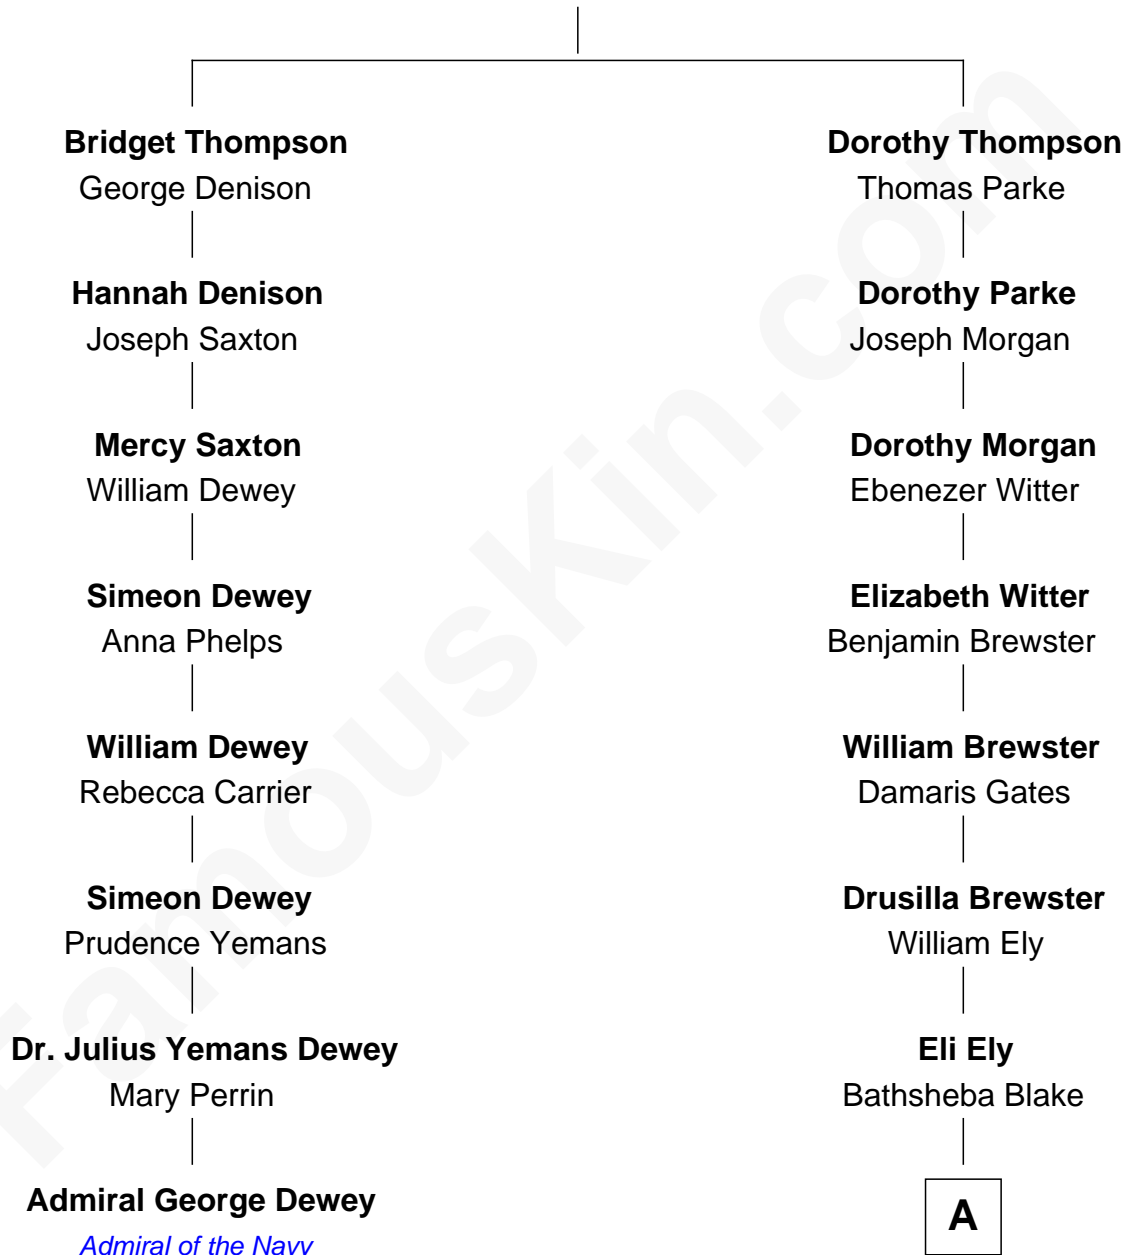 Bridget Thompson
George Denison
Hannah Denison
Joseph Saxton
Mercy Saxton
William Dewey
Simeon Dewey
Anna Phelps
William Dewey
Rebecca Carrier
Simeon Dewey
Prudence Yemans
Dr. Julius Yemans Dewey
Mary Perrin
Admiral George Dewey
Admiral of the Navy
Dorothy Thompson
Thomas Parke
Dorothy Parke
Joseph Morgan
Dorothy Morgan
Ebenezer Witter
Elizabeth Witter
Benjamin Brewster
William Brewster
Damaris Gates
Drusilla Brewster
William Ely
Eli Ely
Bathsheba Blake
A
FamousKin.com